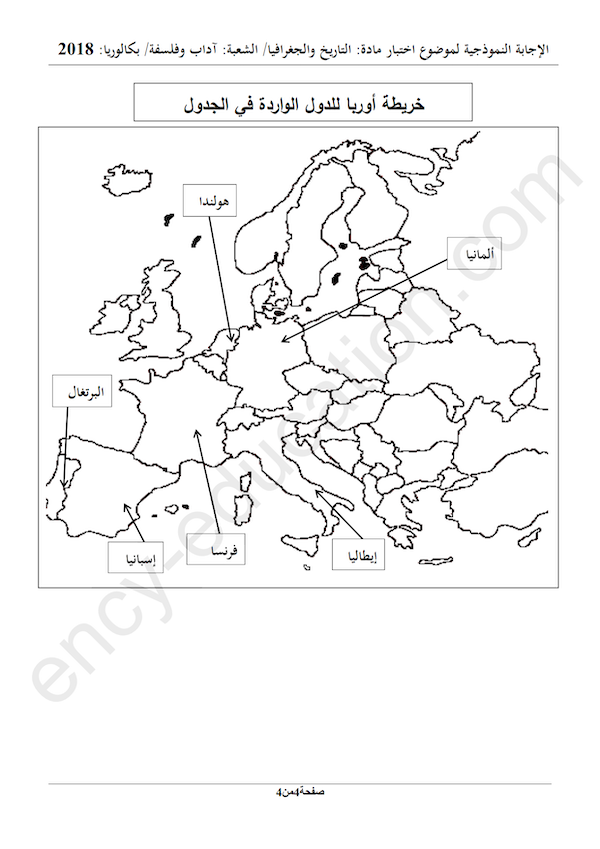 الإجابة النموذجية لموضوع اختبار مادة: التاريخ والجغرافيا/ الشعبة: آداب وفلسفة/ بكالوريا: 2018
خريطة أوربا للدول الواردة في الجدول
هولندا
ألمانيا
البرتغال
إسبانيا
فرنسا
إيطاليا
ency-education.com
صفحة4من4